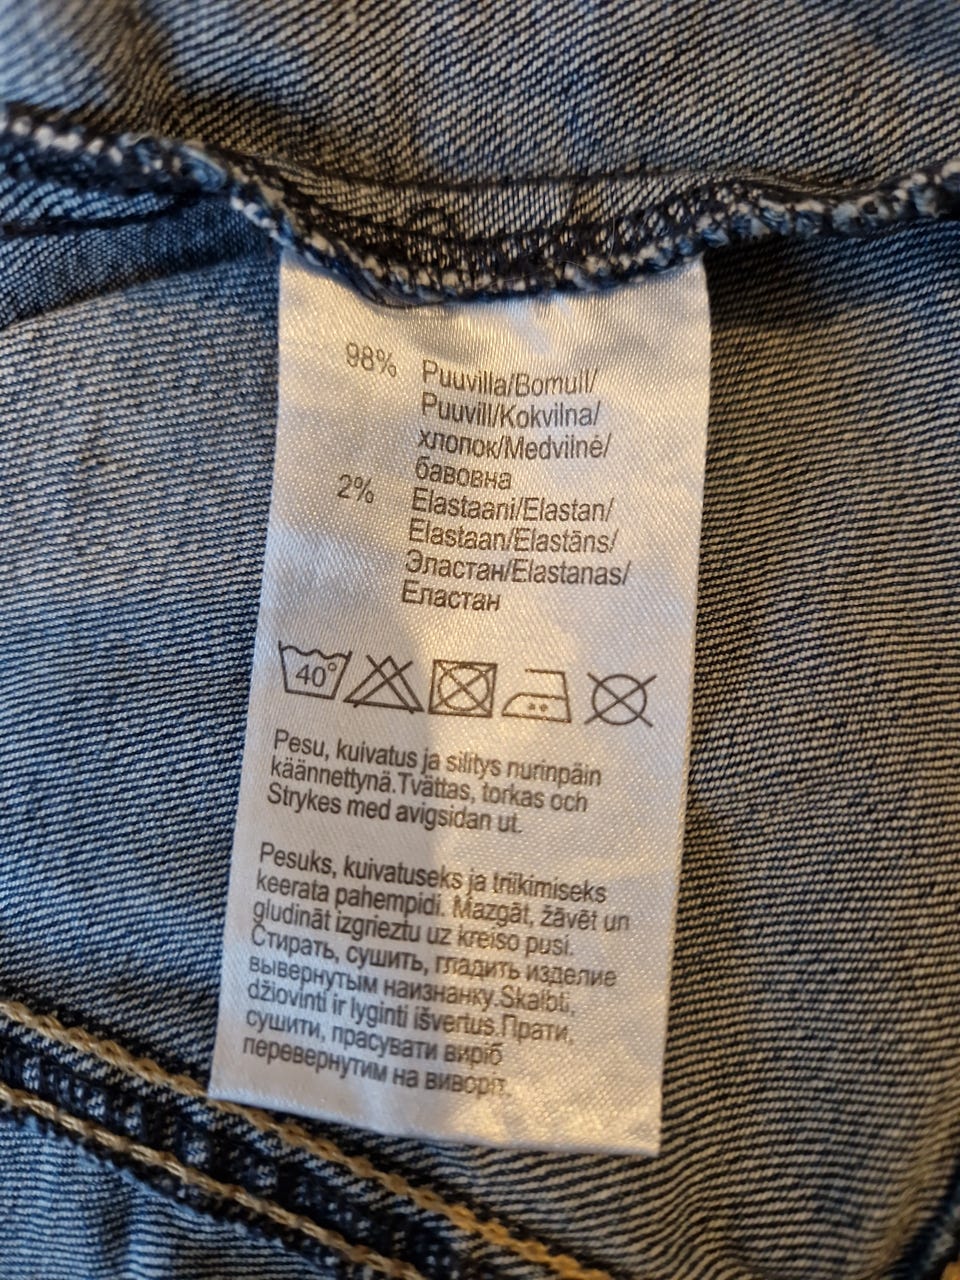 98% Puuvilla/Bomull/
Puuvill/Kokvilna/
хлопок/Medvilnė/
бавовна
2% Elastaani/Elastan/
Elastaan/Elastāns/
Эластан/Elastanas/
Еластан
40°
Pesu, kuivatus ja silitys nurinpäin
käännettynä.Tvättas, torkas och
Strykes med avigsidan ut.
Pesuks, kuivatuseks ja triikimiseks
keerata pahempidi. Mazgāt, žāvēt un
gludināt izgrieztu uz kreiso pusi.
Стирать, сушить, гладить изделие
вывернутым наизнанку.Skalbti,
džiovinti ir lyginti išvertus.Прати,
сушити, прасувати виріб
перевернутим на виворіт.